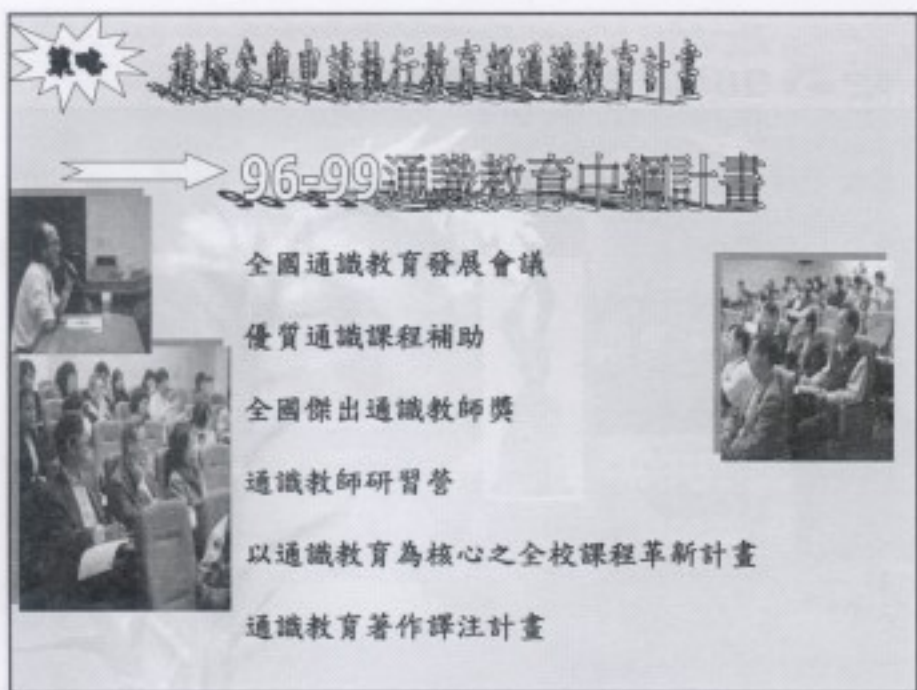 策略
積極參與申請執行教育部通識教育計畫
96-99通識教育中綱計畫
全國通識教育發展會議
優質通識課程補助
全國傑出通識教師獎
通識教師研習營
以通識教育為核心之全校課程革新計畫
通識教育著作譯注計畫